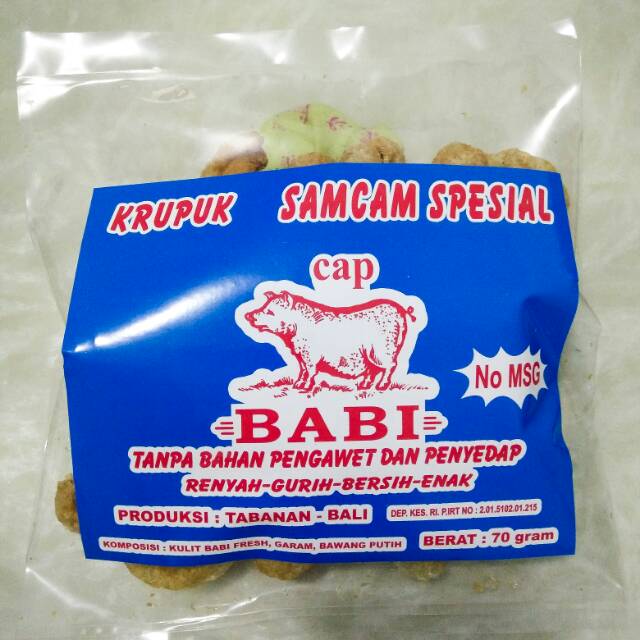 KRUPUK SAMCAM SPESIAL
cap
BABI
No MSG
TANPA BAHAN PENGAWET DAN PENYEDAP
RENYAH-GURIH-BERSIH-ENAK
PRODUKSI : TABANAN - BALI
DEP. KES. RI. P.IRT NO : 2.01.5102.01.215
KOMPOSISI : KULIT BABI FRESH, GARAM, BAWANG PUTIH
BERAT : 70 gram